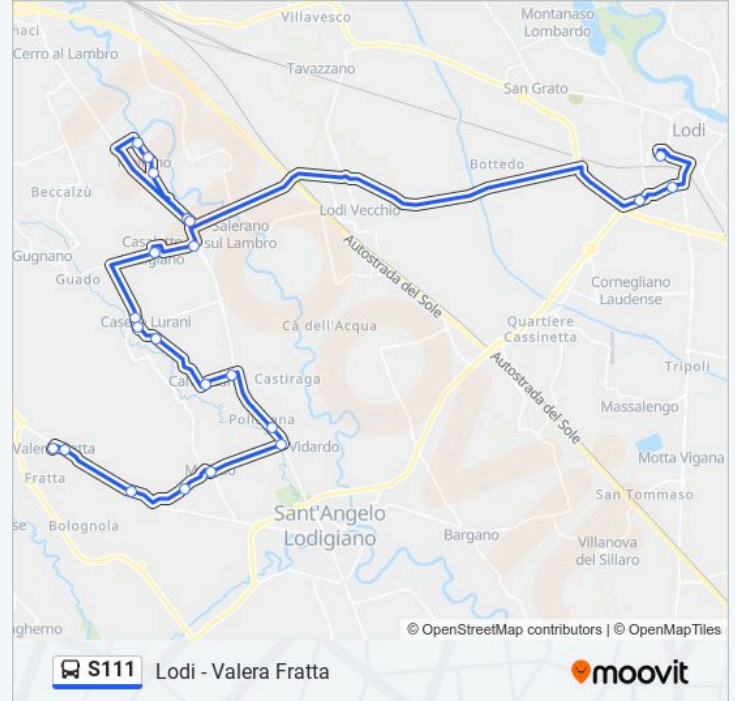 Villavesco
Montanaso
Lombardo
Cerro al Lambro
Tavazzano
San Grato
Lodi
Bottedo
Beccalzù
Lodi Vecchio
Salerano
sul Lambro
Gugnano
Guado
Autostrada del Sole
Cornegliano
Laudense
Cà dell'Acqua
Quartiere
Cassinetta
Autostrada del Sole
Castiraga
Tripoli
Massalengo
Vidardo
Motta Vigana
Fratta
San Tommaso
Sant'Angelo
Lodigiano
Bolognola
Bargano
Villanova
del Sillaro
© OpenStreetMap contributors | © OpenMapTiles
S111 Lodi - Valera Fratta
moovit